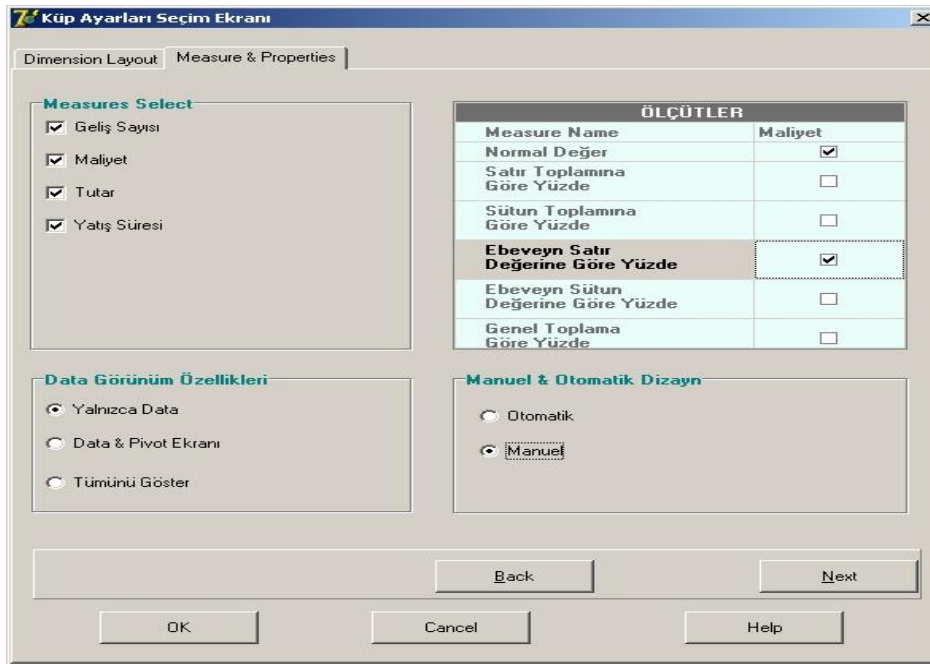 Küp Ayarları Seçim Ekranı
Dimension Layout Measure & Properties
Measures Select
Geliş Sayısı
Maliyet
Tutar
Yatış Süresi
ÖLÇÜTLER
Measure Name Maliyet
Normal Değer
Satır Toplamına
Göre Yüzde
Sütun Toplamına
Göre Yüzde
Ebeveyn Satır
Değerine Göre Yüzde
Ebeveyn Sütun
Değerine Göre Yüzde
Genel Toplama
Göre Yüzde
Data Görünüm Özellikleri
Yalnızca Data
Data & Pivot Ekranı
Tümünü Göster
Manuel & Otomatik Dizayn
Otomatik
Manuel
Back Next
OK Cancel Help